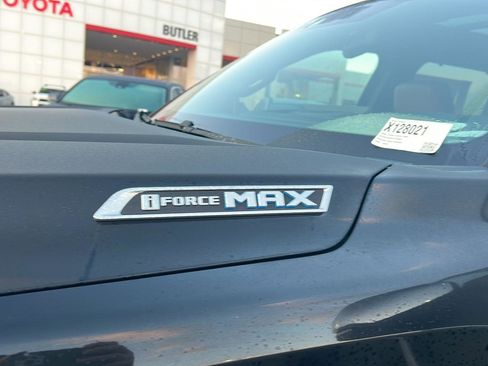 TOYOTA
BUTLER
X128021
iFORCE MAX